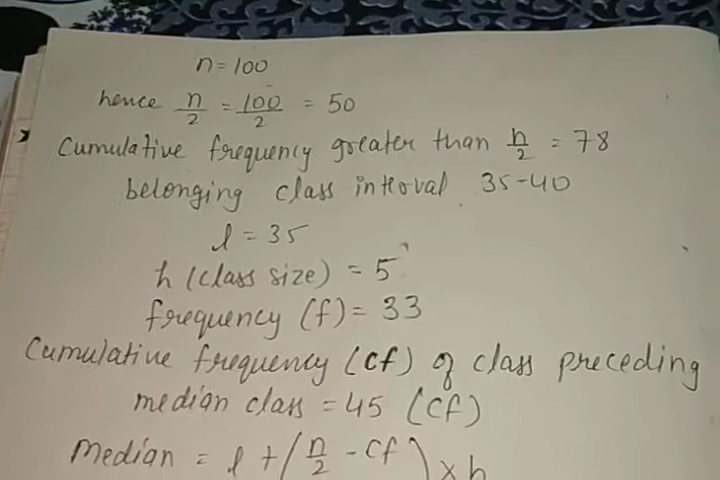 n = 100
hence n/2 = 100/2 = 50
Cumulative frequency greater than n/2 = 78
belonging class interval 35-40
l = 35
h (class size) = 5
frequency (f) = 33
Cumulative frequency (cf) of class preceding
median class = 45 (CF)
Median = l + ( n/2 - cf ) x h